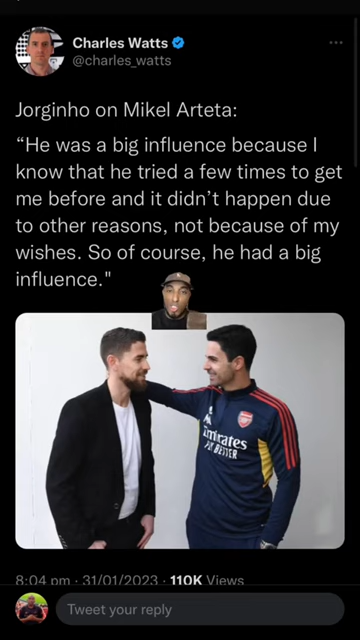 Charles Watts
@charles_watts
Jorginho on Mikel Arteta:
“He was a big influence because I
know that he tried a few times to get
me before and it didn’t happen due
to other reasons, not because of my
wishes. So of course, he had a big
influence."
Emirates
FLY BETTER
8:04 pm · 31/01/2023 · 110K Views
Tweet your reply